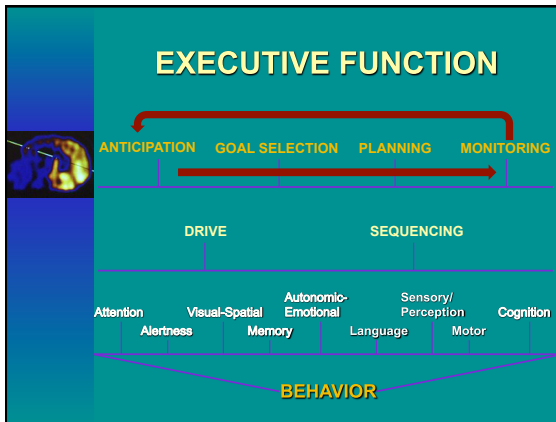 EXECUTIVE FUNCTION
ANTICIPATION GOAL SELECTION PLANNING MONITORING
DRIVE SEQUENCING
Autonomic- Sensory/
Attention Visual-Spatial Emotional Perception Cognition
Alertness Memory Language Motor
BEHAVIOR